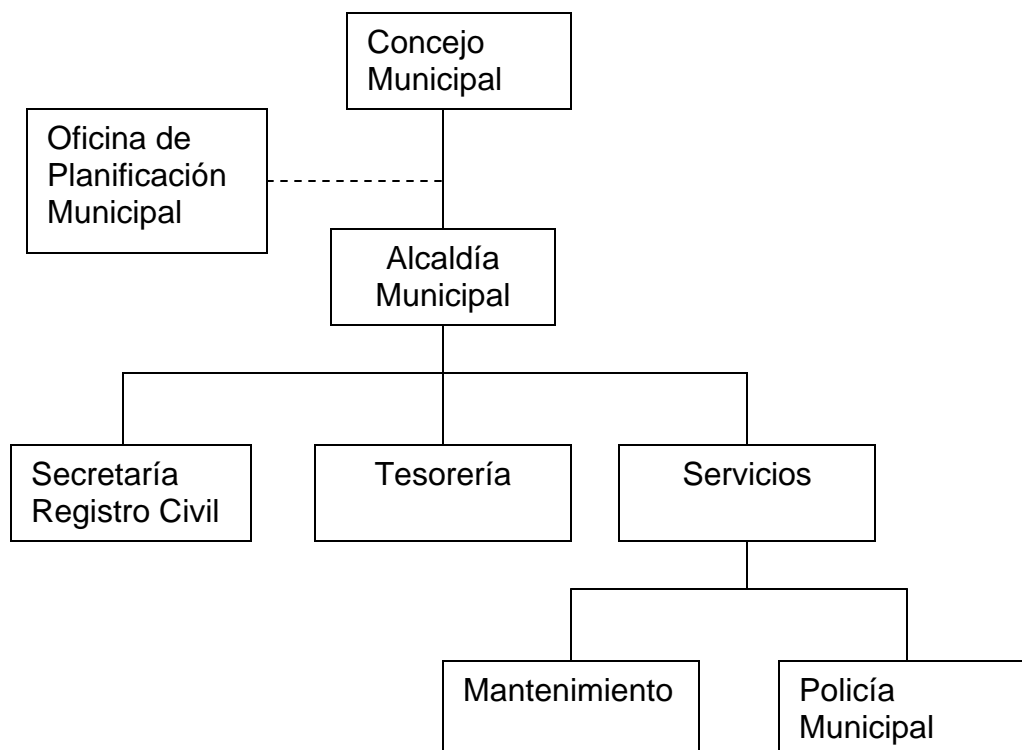 Concejo
Municipal
Oficina de
Planificación
Municipal
Alcaldía
Municipal
Secretaría
Registro Civil
Tesorería
Servicios
Mantenimiento
Policía
Municipal